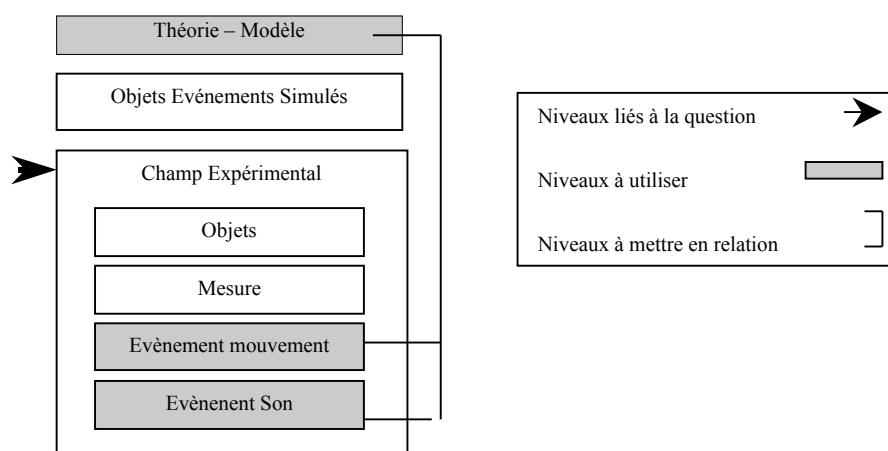 Théorie – Modèle
Objets Evénements Simulés
Champ Expérimental
Objets
Mesure
Evènement mouvement
Evènenent Son
Niveaux liés à la question
Niveaux à utiliser
Niveaux à mettre en relation